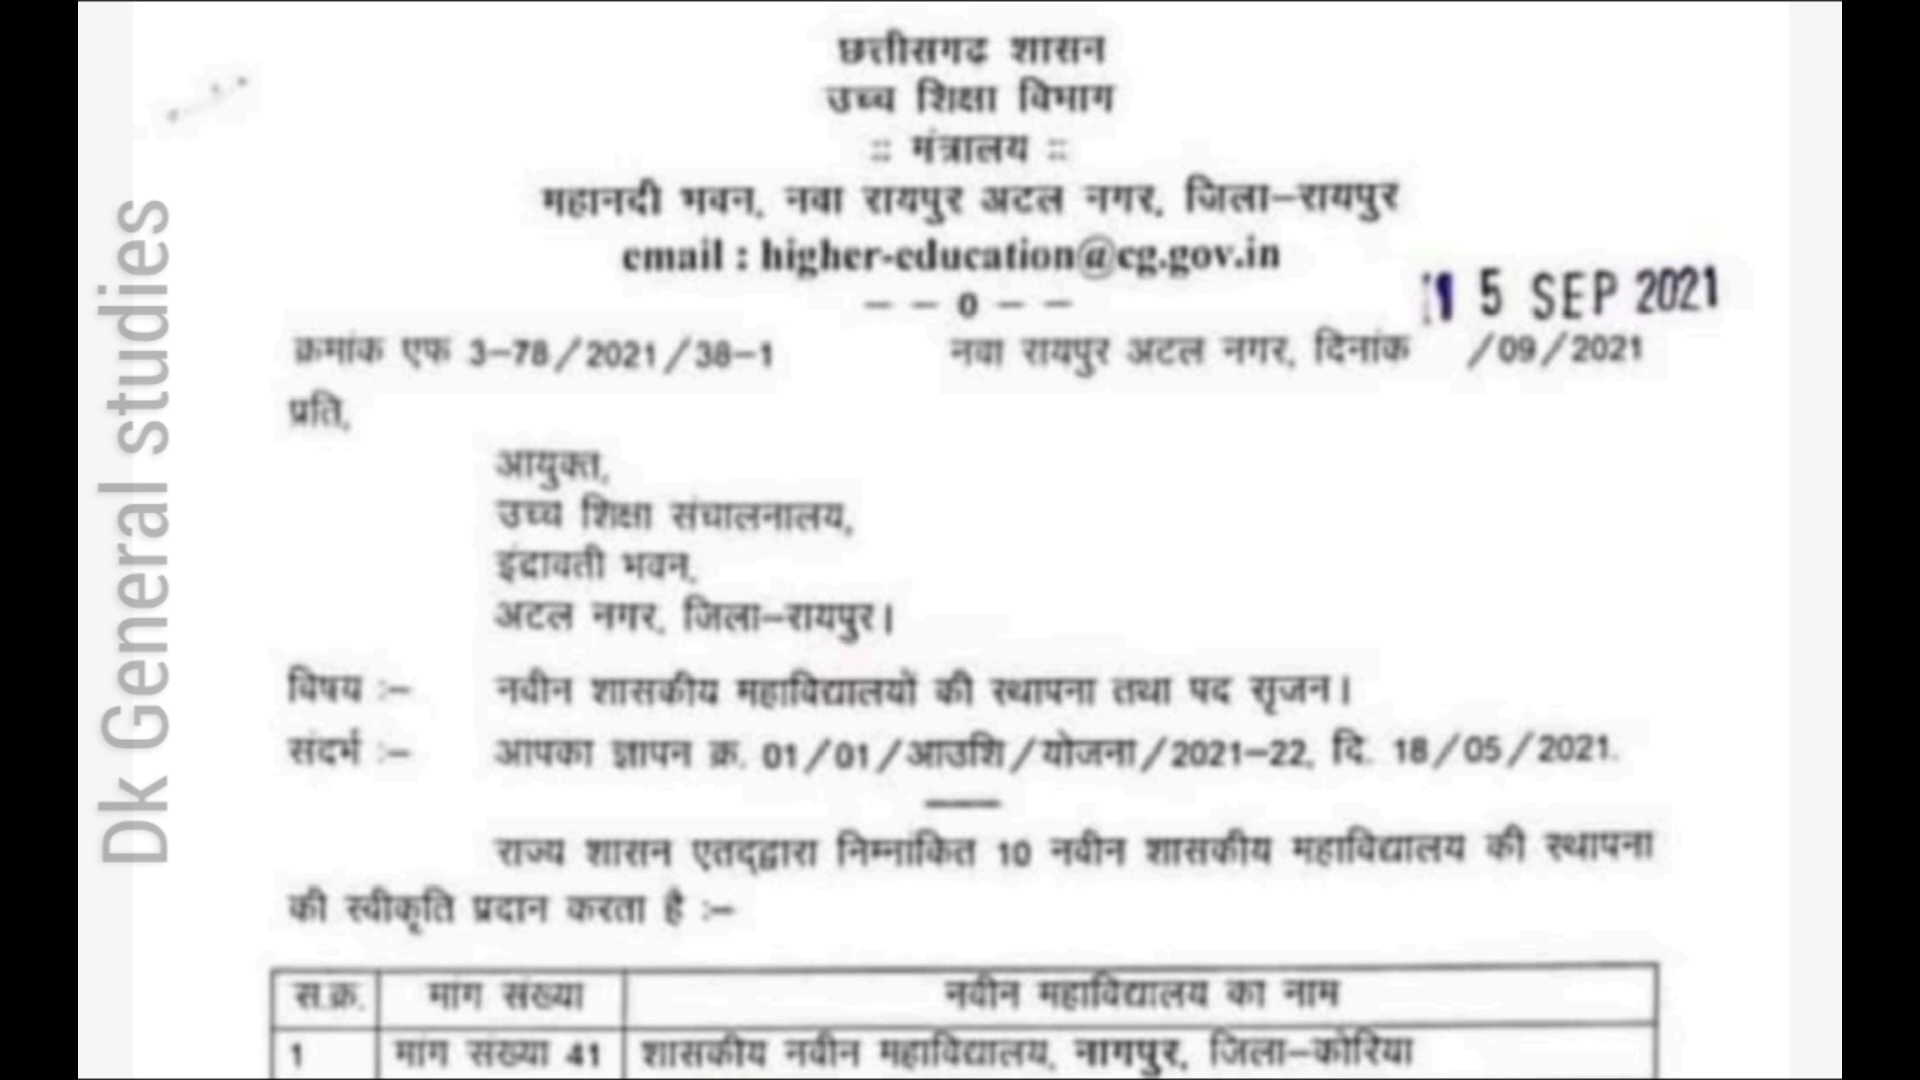 छत्तीसगढ़ शासन
उच्च शिक्षा विभाग
:: मंत्रालय ::
महानदी भवन, नवा रायपुर अटल नगर, जिला–रायपुर
email : higher-education@cg.gov.in
– – 0 – –
15 SEP 2021
क्रमांक एफ 3–78/2021/38–1 नवा रायपुर अटल नगर, दिनांक /09/2021
प्रति,
आयुक्त,
उच्च शिक्षा संचालनालय,
इंद्रावती भवन,
अटल नगर, जिला–रायपुर।
विषय :– नवीन शासकीय महाविद्यालयों की स्थापना तथा पद सृजन।
संदर्भ :– आपका ज्ञापन क्र. 01/01/आउशि/योजना/2021–22, दि. 18/05/2021.
राज्य शासन एतद्द्वारा निम्नांकित 10 नवीन शासकीय महाविद्यालय की स्थापना
की स्वीकृति प्रदान करता है :–
स.क्र. मांग संख्या नवीन महाविद्यालय का नाम
1 मांग संख्या 41 शासकीय नवीन महाविद्यालय, नागपुर, जिला–कोरिया
Dk General studies